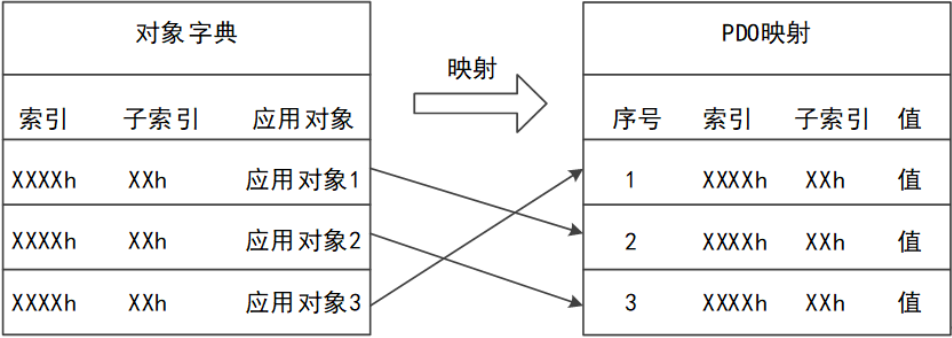 对象字典
索引 子索引 应用对象
XXXXh XXh 应用对象1
XXXXh XXh 应用对象2
XXXXh XXh 应用对象3
映射
PDO映射
序号 索引 子索引 值
1 XXXXh XXh 值
2 XXXXh XXh 值
3 XXXXh XXh 值